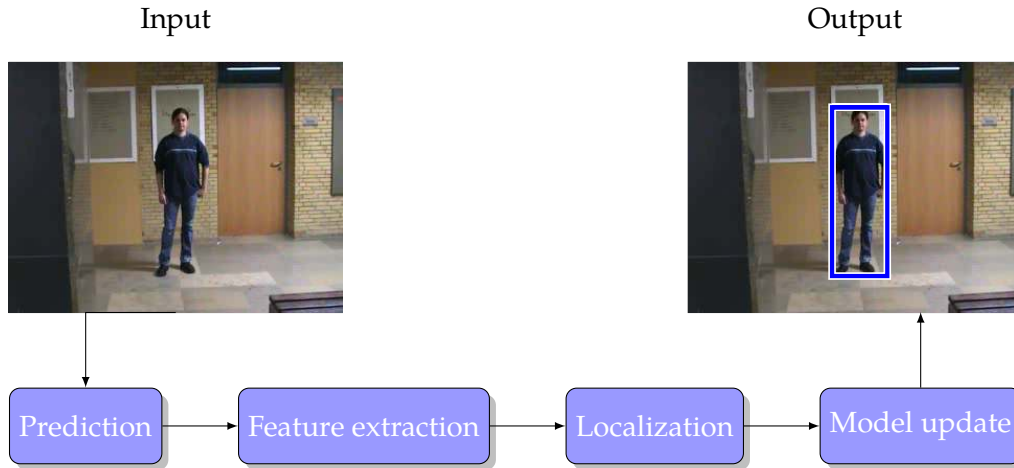 Input
Output
Prediction
Feature extraction
Localization
Model update